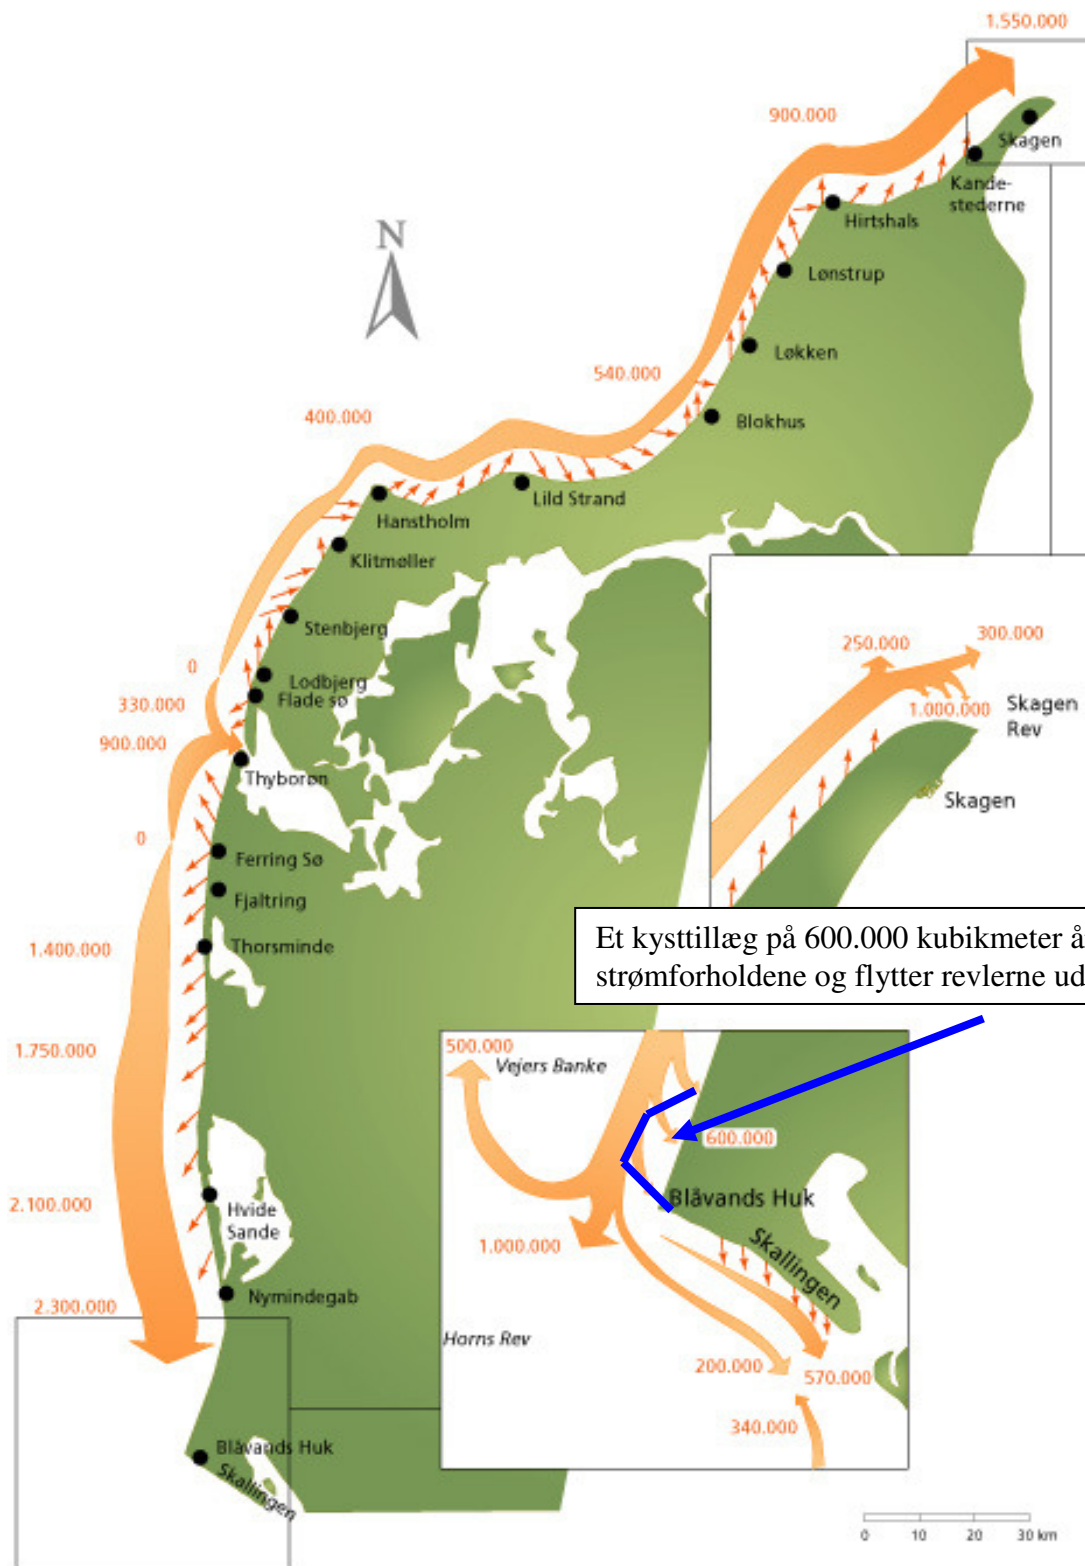 1.550.000
900.000
Skagen
Kande-
stederne
Hirtshals
N
Lønstrup
Løkken
540.000
400.000
Blokhus
Lild Strand
Hanstholm
Klitmøller
Stenbjerg
0
Lodbjerg
Flade sø
330.000
900.000
Thyborøn
0
Ferring Sø
Fjaltring
1.400.000
Thorsminde
1.750.000
2.100.000
Hvide
Sande
2.300.000
Nymindegab
Blåvands Huk
Skallingen
250.000
300.000
1.000.000
Skagen
Rev
Skagen
Et kysttillæg på 600.000 kubikmeter å
strømforholdene og flytter revlerne ud
500.000
Vejers Banke
600.000
Blåvands Huk
1.000.000
Skallingen
Horns Rev
200.000
570.000
340.000
0 10 20 30 km